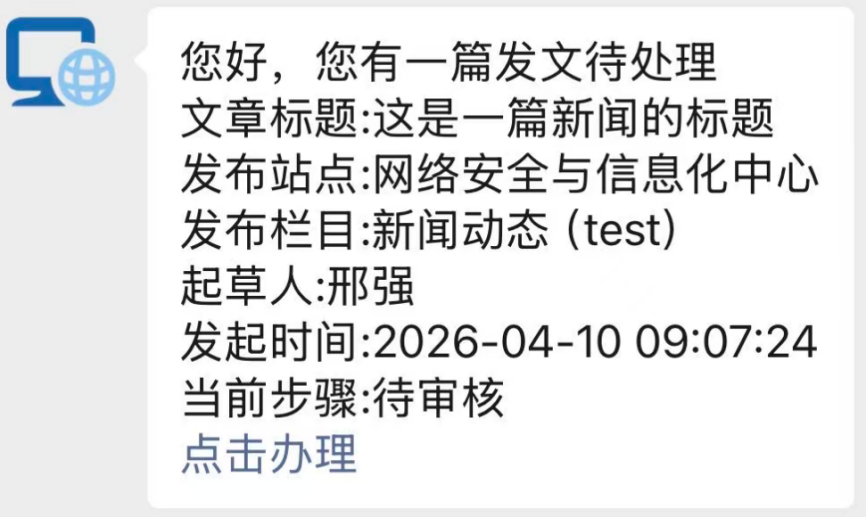 您好，您有一篇发文待处理
文章标题:这是一篇新闻的标题
发布站点:网络安全与信息化中心
发布栏目:新闻动态（test）
起草人:邢强
发起时间:2026-04-10 09:07:24
当前步骤:待审核
点击办理